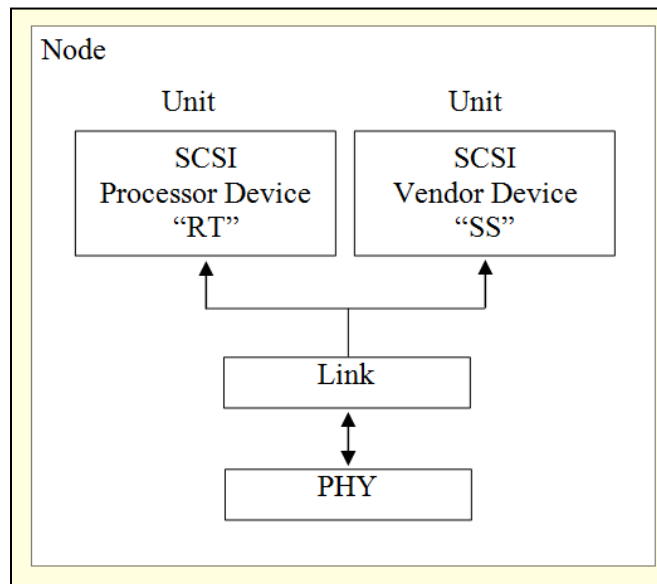 Node
Unit
Unit
SCSI
Processor Device
“RT”
SCSI
Vendor Device
“SS”
Link
PHY